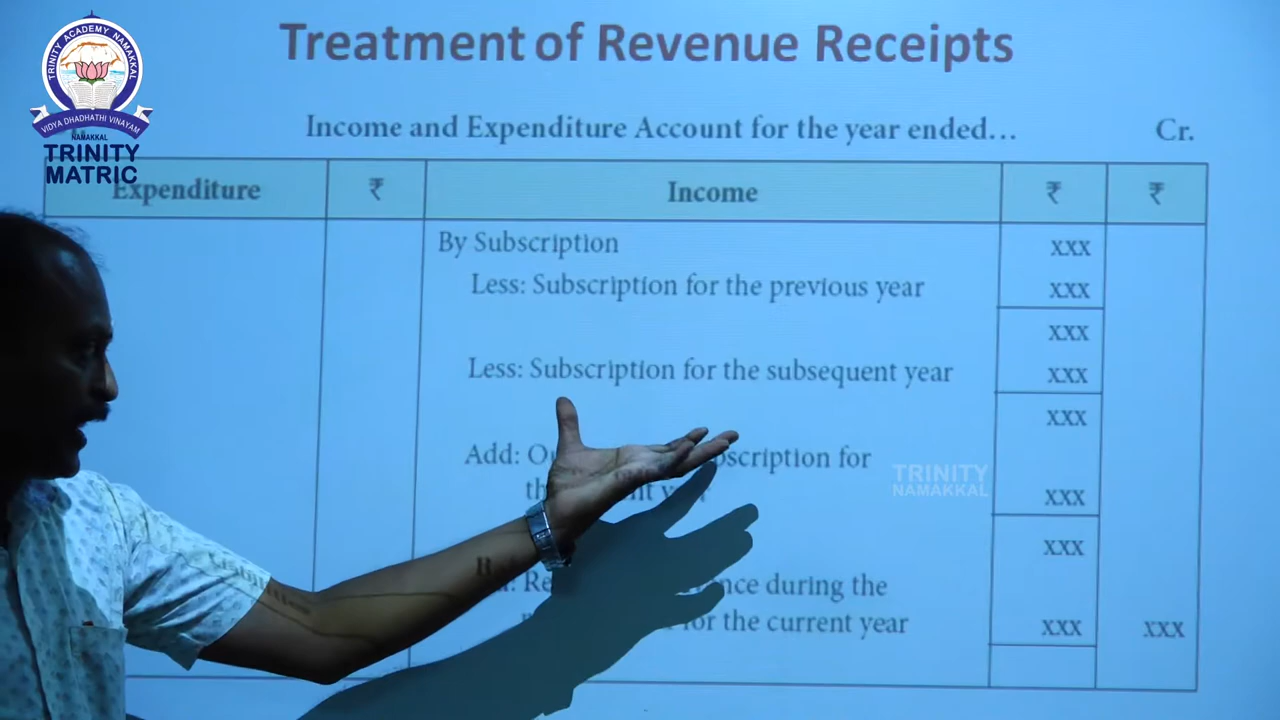 TRINITY ACADEMY NAMAKKAL
VIDYA DHADHATHI VINAYAM
NAMAKKAL
TRINITY
MATRIC
Treatment of Revenue Receipts
Income and Expenditure Account for the year ended... Cr.
Expenditure ₹ Income ₹ ₹
By Subscription xxx
Less: Subscription for the previous year xxx
xxx
Less: Subscription for the subsequent year xxx
xxx
Add: for
xxx
xxx
during the
for the current year xxx xxx
TRINITY
NAMAKKAL